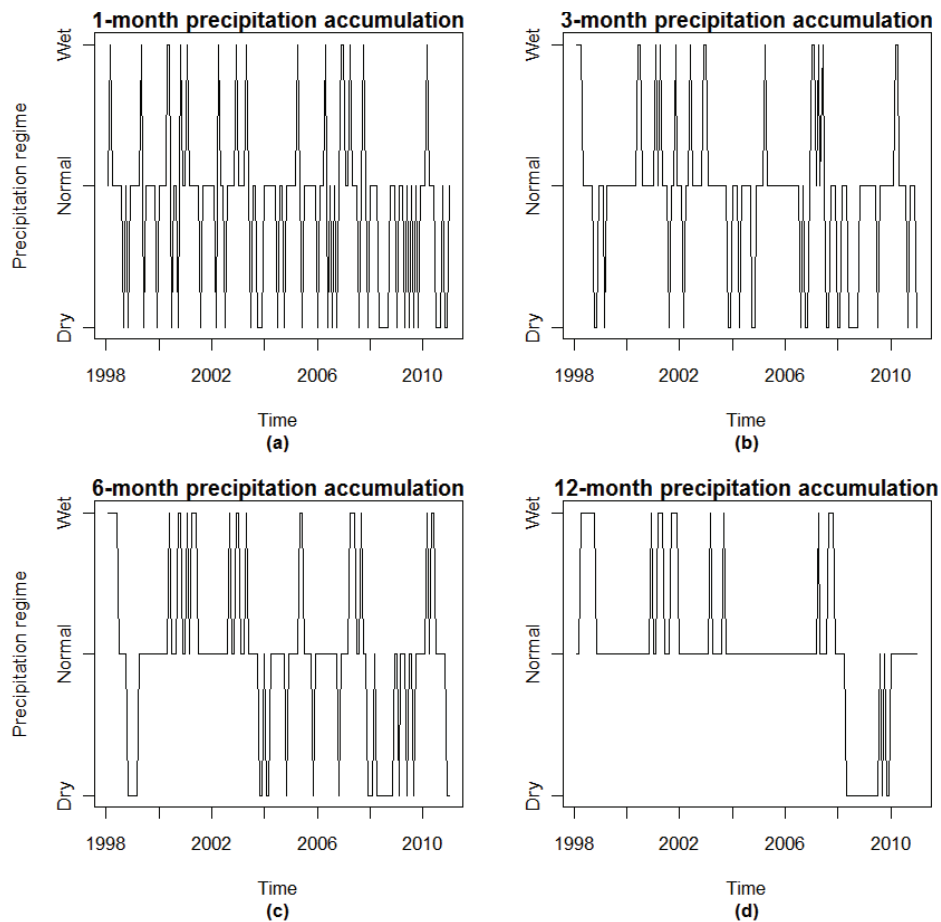 1-month precipitation accumulation
Precipitation regime
Wet
Normal
Dry
1998 2002 2006 2010
Time
(a)
3-month precipitation accumulation
Wet
Normal
Dry
1998 2002 2006 2010
Time
(b)
6-month precipitation accumulation
Precipitation regime
Wet
Normal
Dry
1998 2002 2006 2010
Time
(c)
12-month precipitation accumulation
Wet
Normal
Dry
1998 2002 2006 2010
Time
(d)